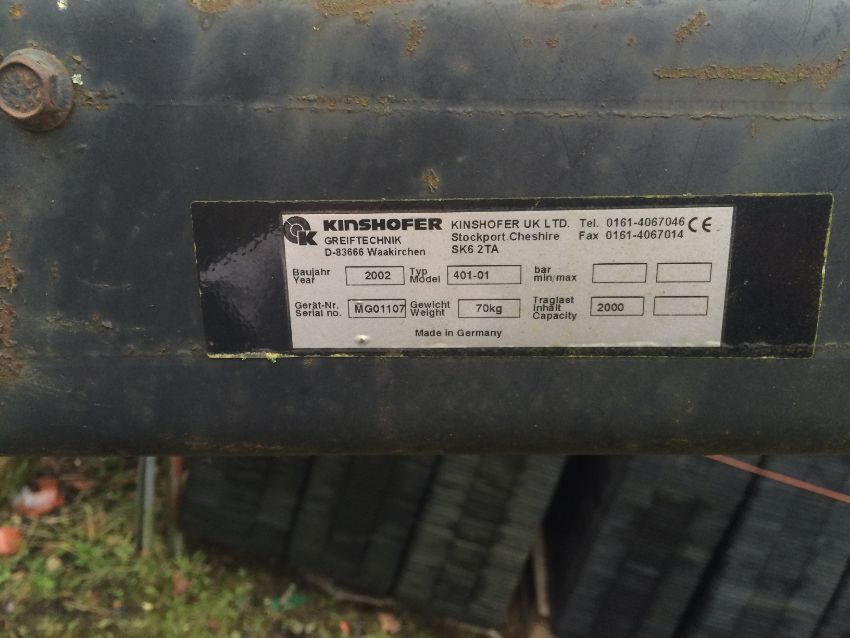 KINSHOFER KINSHOFER UK LTD. Tel. 0161-4067046 CE
GREIFTECHNIK Stockport.Cheshire Fax 0161-4067014
D-83666 Waakirchen SK6 2TA
Baujahr Typ bar
Year 2002 Model 401-01 min/max
Gerät-Nr. Gewicht Traglast
Serial no. MG01107 Weight 70kg Inhalt 2000
Capacity
Made in Germany